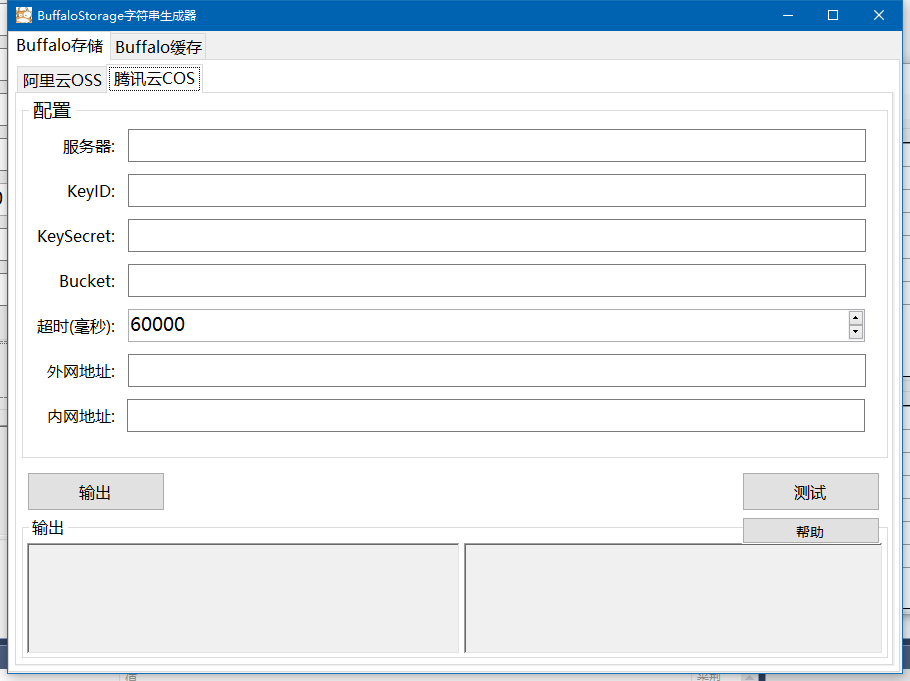 BuffaloStorage字符串生成器
Buffalo存储 Buffalo缓存
阿里云OSS 腾讯云COS
配置
服务器:
KeyID:
KeySecret:
Bucket:
超时(毫秒): 60000
外网地址:
内网地址:
输出 测试
输出 帮助